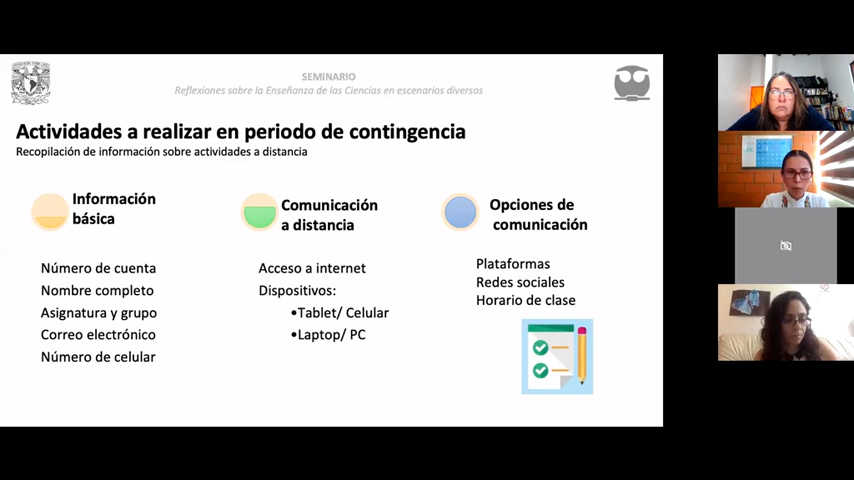 SEMINARIO
Reflexiones sobre la Enseñanza de las Ciencias en escenarios diversos
Actividades a realizar en periodo de contingencia
Recopilación de información sobre actividades a distancia
Información
básica
Número de cuenta
Nombre completo
Asignatura y grupo
Correo electrónico
Número de celular
Comunicación
a distancia
Acceso a internet
Dispositivos:
•Tablet/ Celular
•Laptop/ PC
Opciones de
comunicación
Plataformas
Redes sociales
Horario de clase